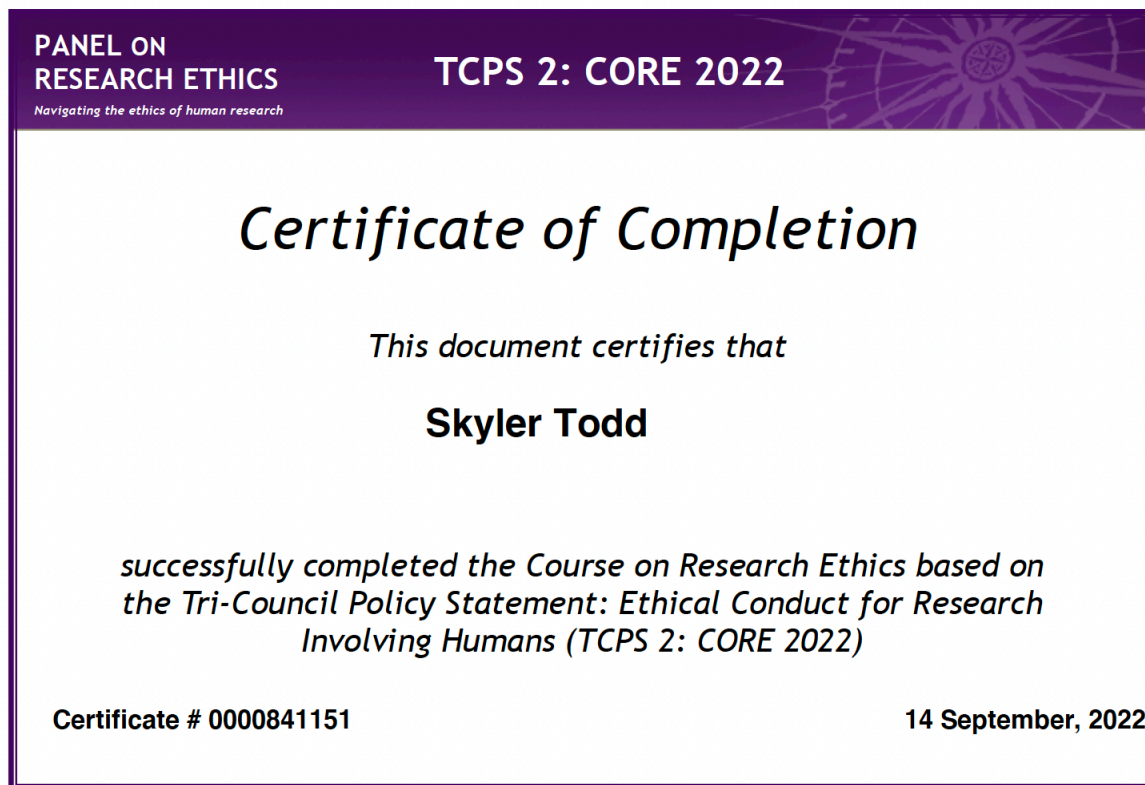 PANEL ON
RESEARCH ETHICS
Navigating the ethics of human research
TCPS 2: CORE 2022
Certificate of Completion
This document certifies that
Skyler Todd
successfully completed the Course on Research Ethics based on
the Tri-Council Policy Statement: Ethical Conduct for Research
Involving Humans (TCPS 2: CORE 2022)
Certificate # 0000841151
14 September, 2022